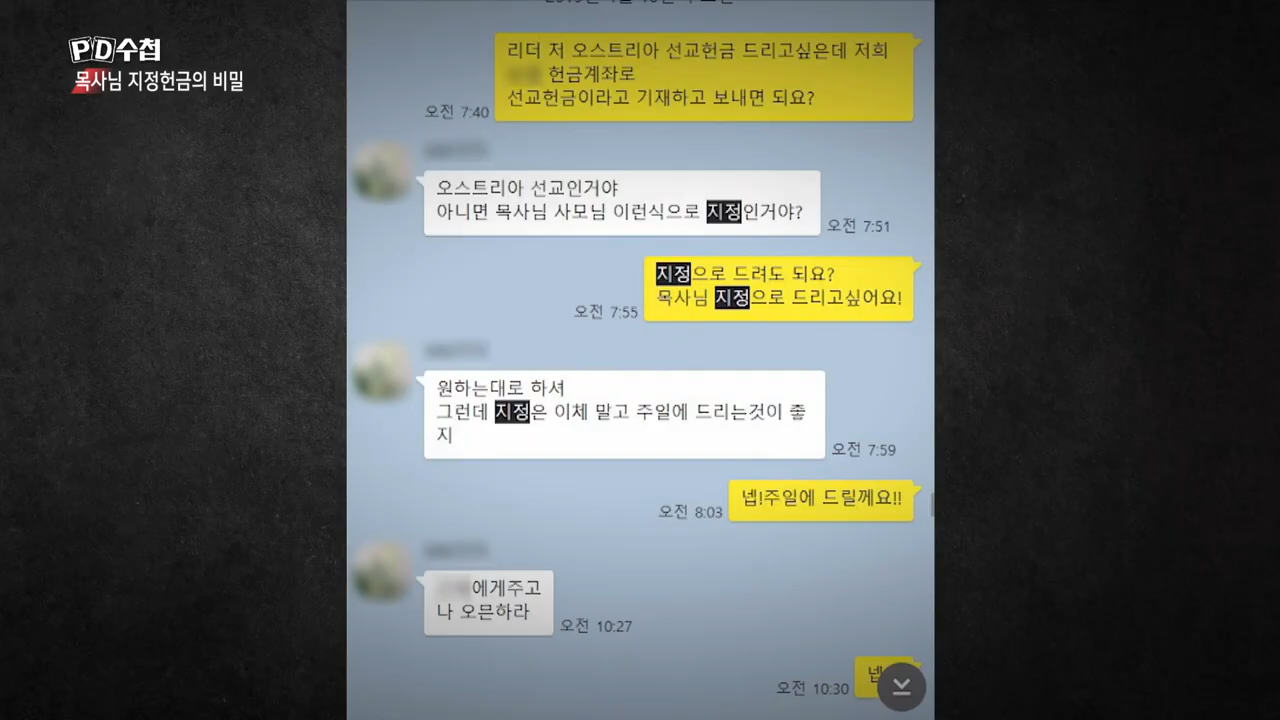 PD수첩
목사님 지정헌금의 비밀
리더 저 오스트리아 선교헌금 드리고싶은데 저희
헌금계좌로
선교헌금이라고 기재하고 보내면 되요?
오전 7:40
오스트리아 선교인거야
아니면 목사님 사모님 이런식으로 지정인거야?
오전 7:51
지정으로 드려도 되요?
목사님 지정으로 드리고싶어요!
오전 7:55
원하는대로 하셔
그런데 지정은 이체 말고 주일에 드리는것이 좋
지
오전 7:59
넵!주일에 드릴께요!!
오전 8:03
에게주고
나 오픈하라
오전 10:27
넵
오전 10:30